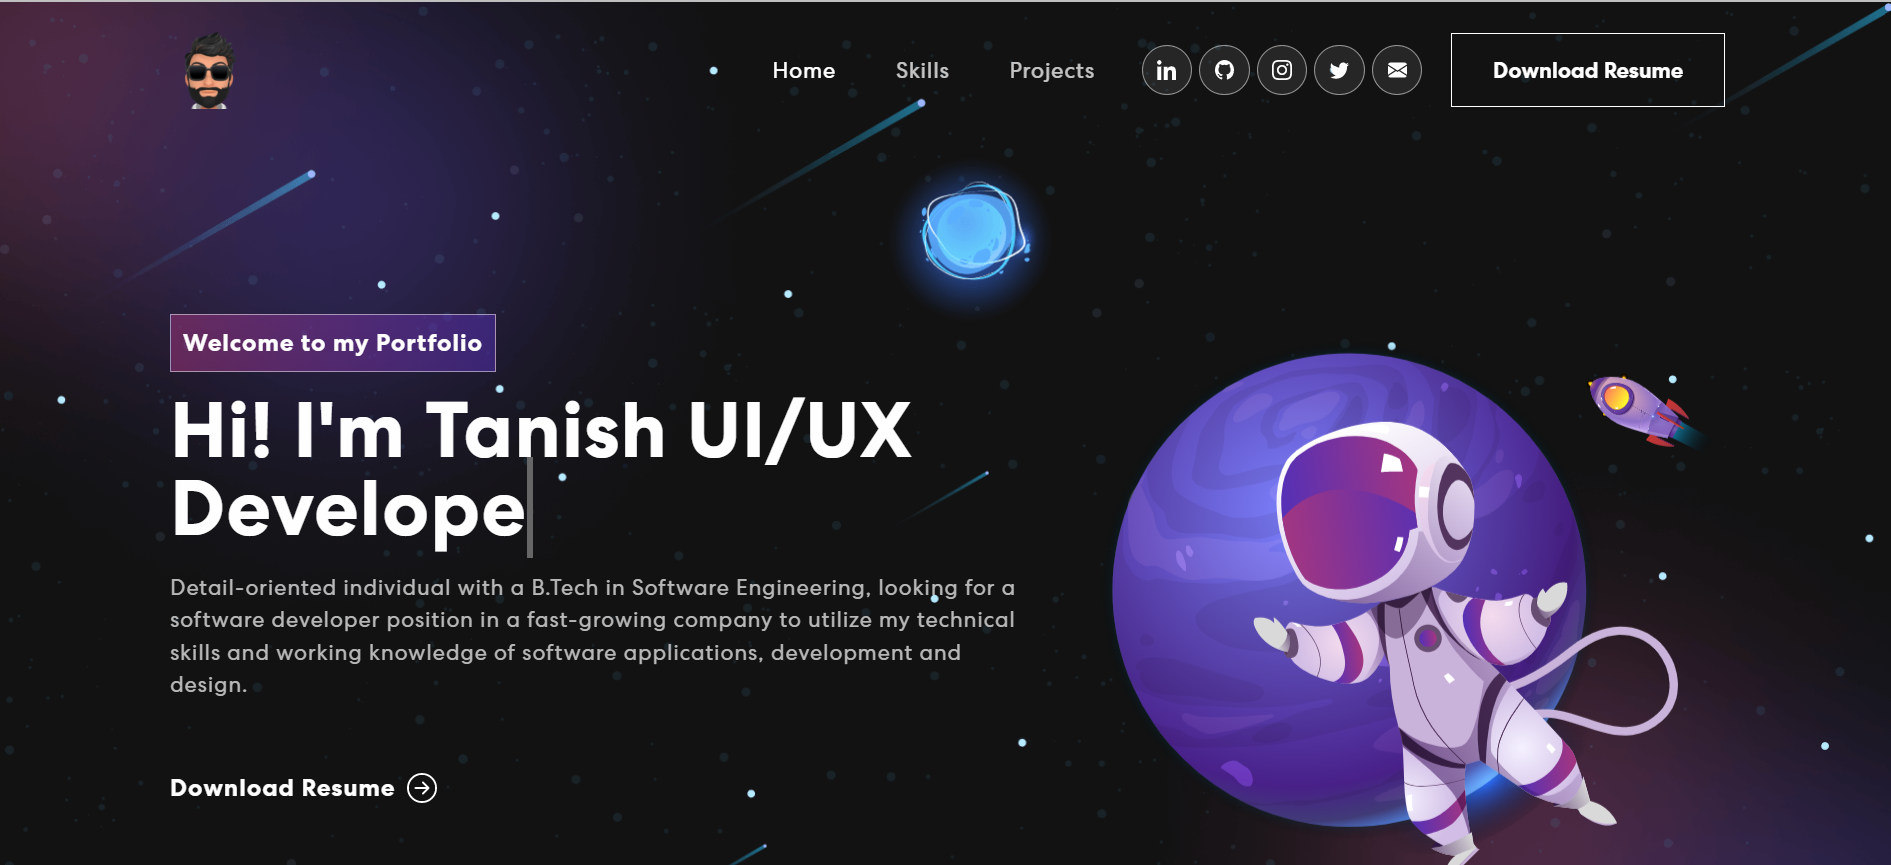 Home
Skills
Projects
Download Resume
Welcome to my Portfolio
Hi! I'm Tanish UI/UX
Develope
Detail-oriented individual with a B.Tech in Software Engineering, looking for a
software developer position in a fast-growing company to utilize my technical
skills and working knowledge of software applications, development and
design.
Download Resume